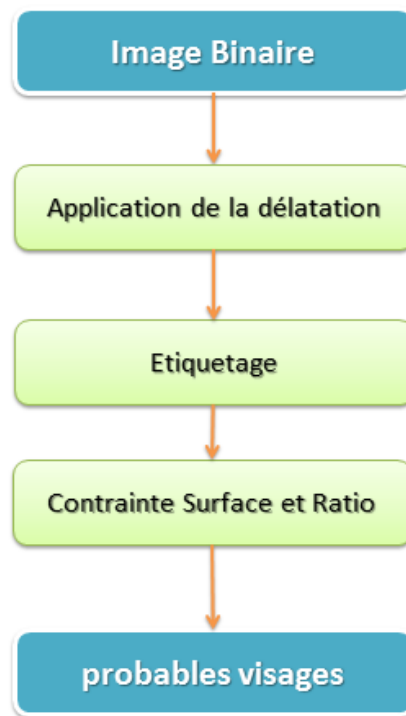 Image Binaire
Application de la délatation
Etiquetage
Contrainte Surface et Ratio
probables visages